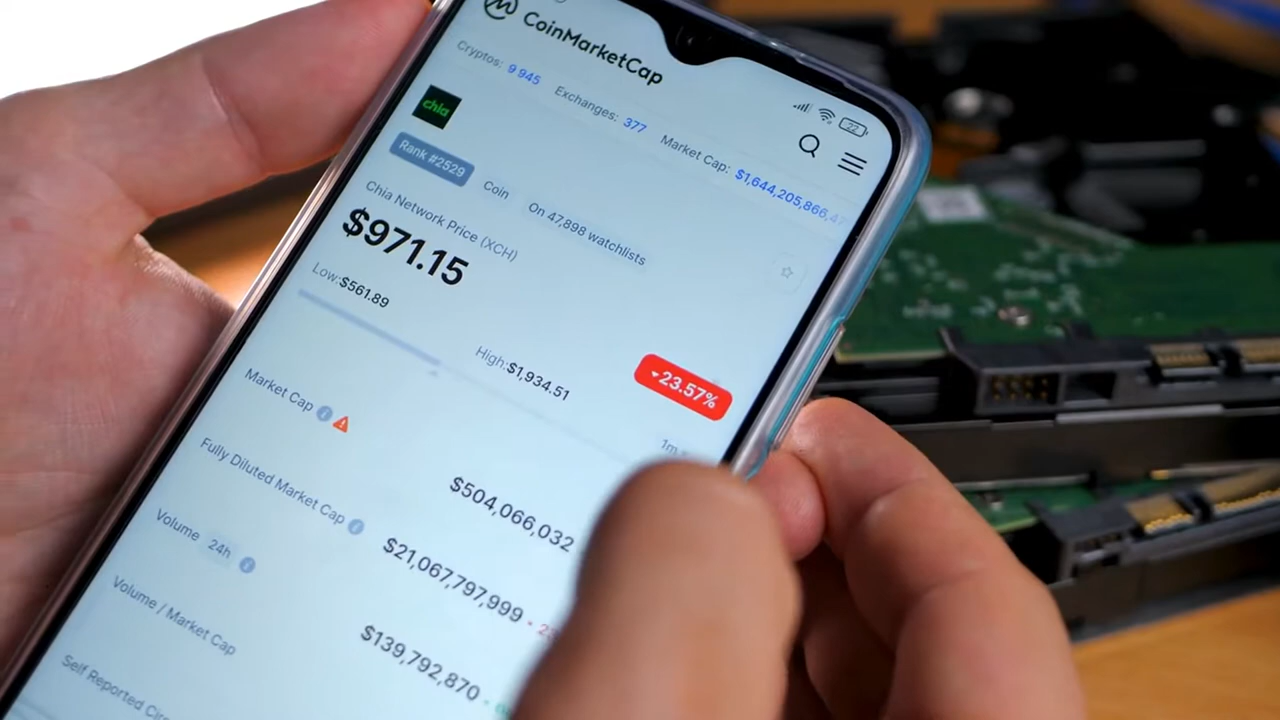 CoinMarketCap
22
Cryptos: 9 945 Exchanges: 377 Market Cap: $1,644,205,866,47
chia
Rank #2529 Coin On 47,898 watchlists
Chia Network Price (XCH)
$971.15
23.57%
Low:$561.89
High:$1,934.51
1m
Market Cap
$504,066,032
Fully Diluted Market Cap
$21,067,797,999
Volume 24h
$139,792,870
Volume / Market Cap
Self Reported